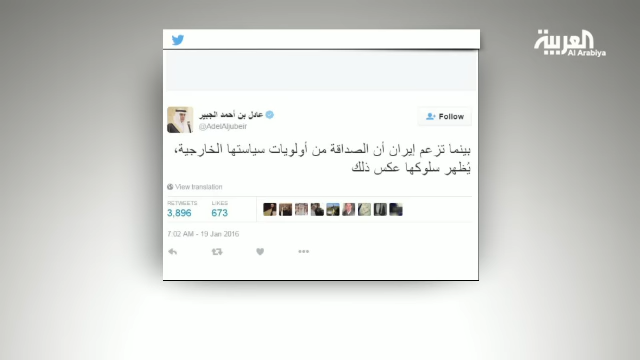 العربية
Al Arabiya
عادل بن أحمد الجبير
@AdelAljubeir
Follow
بينما تزعم إيران أن الصداقة من أولويات سياستها الخارجية،
يُظهر سلوكها عكس ذلك
View translation
RETWEETS LIKES
3,896 673
7:02 AM - 19 Jan 2016